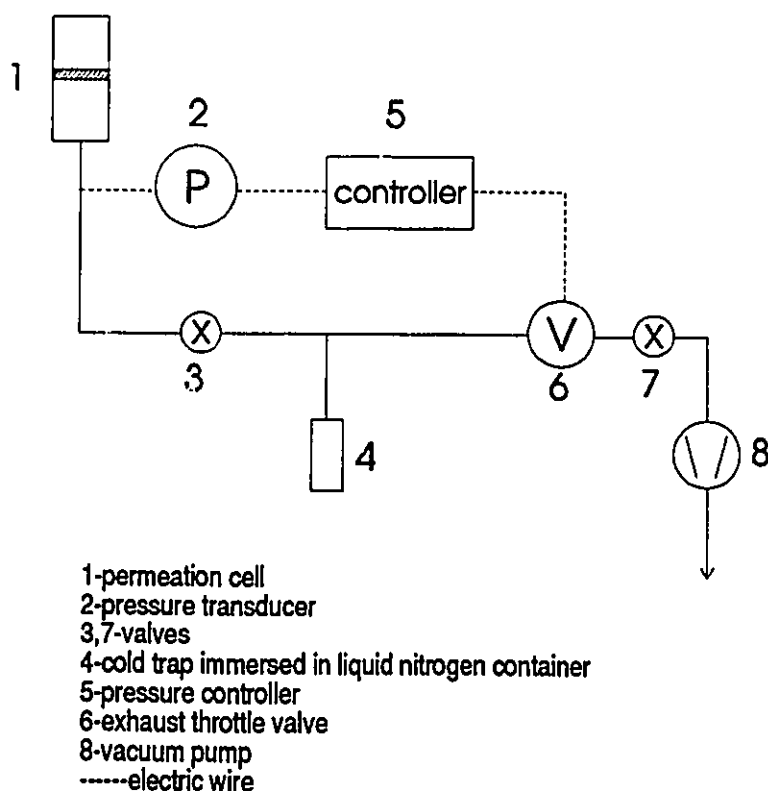 1
2
5
P
controller
X
V
X
3
6
7
4
8
1-permeation cell
2-pressure transducer
3,7-valves
4-cold trap immersed in liquid nitrogen container
5-pressure controller
6-exhaust throttle valve
8-vacuum pump
------electric wire